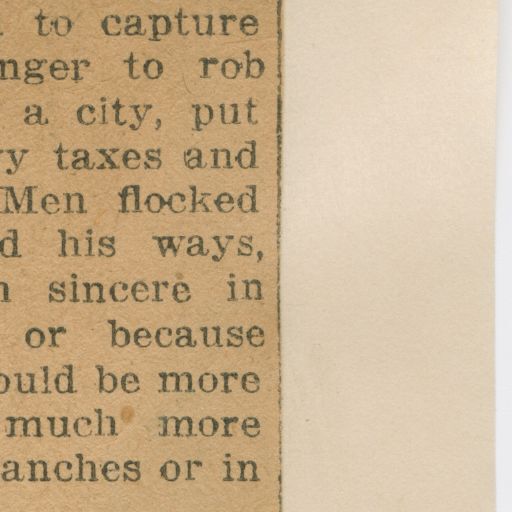 to capture
nger to rob
a city, put
y taxes and
Men flocked
d his ways,
sincere in
or because
ould be more
much more
anches or in